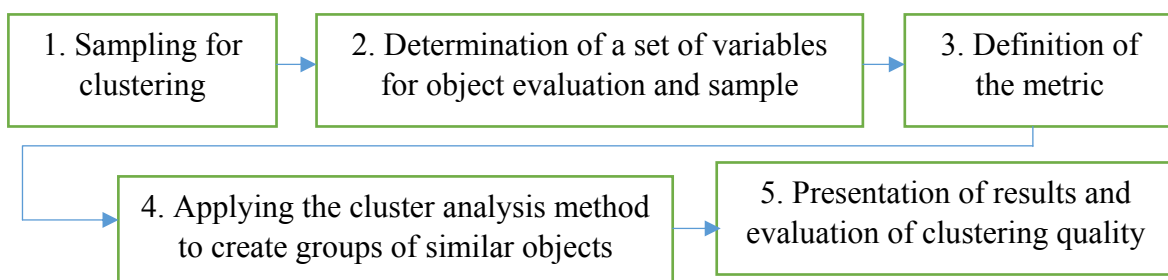 1. Sampling for
clustering
2. Determination of a set of variables
for object evaluation and sample
3. Definition of
the metric
4. Applying the cluster analysis method
to create groups of similar objects
5. Presentation of results and
evaluation of clustering quality